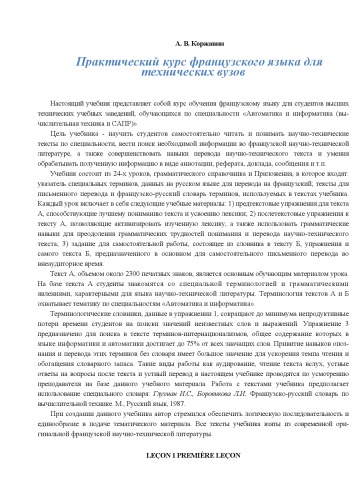 А. В. Коржавин
Практический курс французского языка для
технических вузов
Настоящий учебник представляет собой курс обучения французскому языку для студентов высших
технических учебных заведений, обучающихся по специальности «Автоматика и информатика (вы-
числительная техника и САПР)».
Цель учебника - научить студентов самостоятельно читать и понимать научно-технические
тексты по специальности, вести поиск необходимой информации во французской научно-технической
литературе, а также совершенствовать навыки перевода научно-технического текста и умения
обрабатывать полученную информацию в виде аннотации, реферата, доклада, сообщения и т.п.
Учебник состоит из 24-х уроков, грамматического справочника и Приложения, в которое входят:
указатель специальных терминов, данных на русском языке для перевода на французский; тексты для
письменного перевода и французско-русский словарь терминов, используемых в текстах учебника.
Каждый урок включает в себя следующие учебные материалы: 1) предтекстовые упражнения для текста
А, способствующие лучшему пониманию текста и усвоению лексики; 2) послетекстовые упражнения к
тексту А, позволяющие активизировать изученную лексику, а также использовать грамматические
навыки для преодоления грамматических трудностей понимания и перевода научно-технического
текста; 3) задание для самостоятельной работы, состоящее из словника к тексту Б, упражнения и
самого текста Б, предназначенного в основном для самостоятельного письменного перевода во
внеаудиторное время.
Текст А, объемом около 2300 печатных знаков, является основным обучающим материалом урока.
На базе текста А студенты знакомятся со специальной терминологией и грамматическими
явлениями, характерными для языка научно-технической литературы. Терминология текстов А и Б
охватывает тематику по специальностям «Автоматика и информатика».
Терминологические словники, данные в упражнении 1, сокращают до минимума непродуктивные
потери времени студентов на поиски значений неизвестных слов и выражений. Упражнение 3
предназначено для поиска в тексте терминов-интернационализмов, общее содержание которых в
языке информатики и автоматики достигает до 75% от всех значащих слов. Привитие навыков опоз-
нания и перевода этих терминов без словаря имеет большое значение для ускорения темпа чтения и
обогащения словарного запаса. Такие виды работы как аудирование, чтение текста вслух, устные
ответы на вопросы после текста и устный перевод в настоящем учебнике проводятся по усмотрению
преподавателя на базе данного учебного материала. Работа с текстами учебника предполагает
использование специального словаря: Грузман И.С., Боровикова Л.И. Французско-русский словарь по
вычислительной технике. М., Русский язык, 1987.
При создании данного учебника автор стремился обеспечить логическую последовательность и
единообразие в подаче тематического материала. Все тексты учебника взяты из современной ори-
гинальной французской научно-технической литературы.
LEÇON 1 PREMIÈRE LEÇON